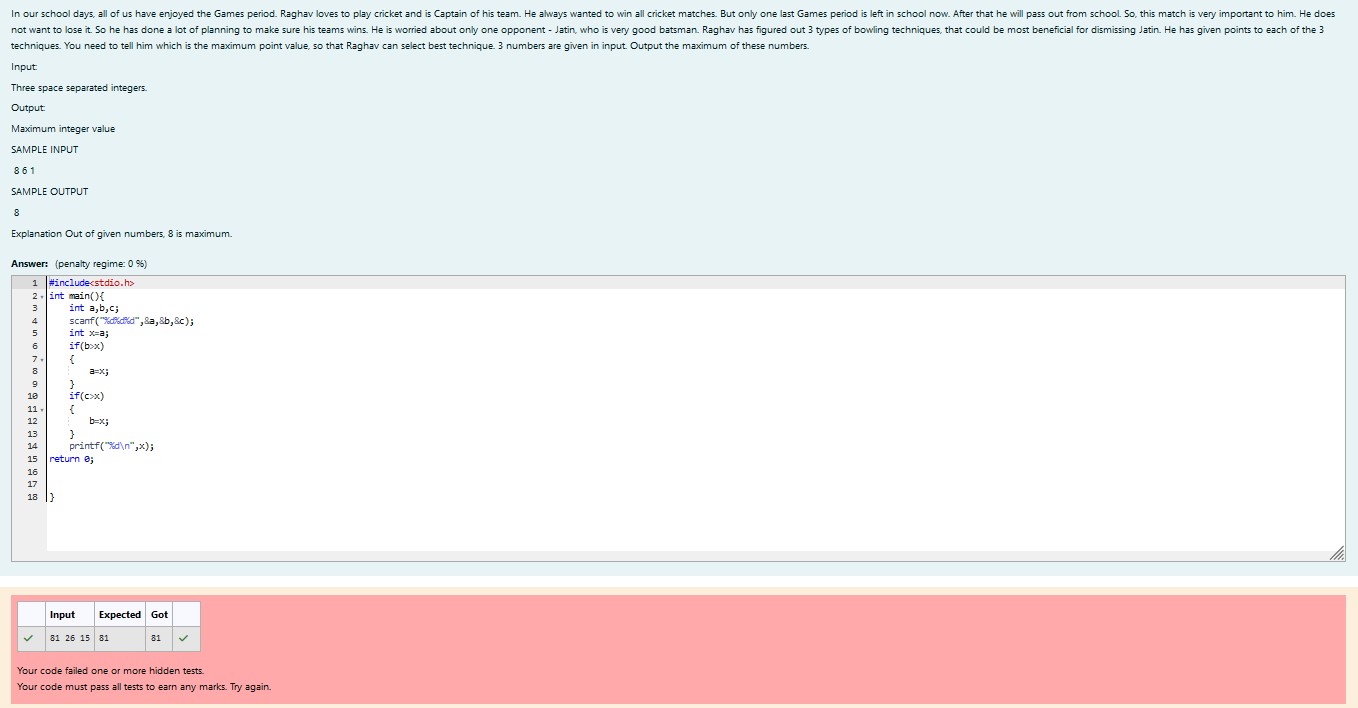 In our school days, all of us have enjoyed the Games period. Raghav loves to play cricket and is Captain of his team. He always wanted to win all cricket matches. But only one last Games period is left in school now. After that he will pass out from school. So, this match is very important to him. He does
not want to lose it. So he has done a lot of planning to make sure his teams wins. He is worried about only one opponent - Jatin, who is very good batsman. Raghav has figured out 3 types of bowling techniques, that could be most beneficial for dismissing Jatin. He has given points to each of the 3
techniques. You need to tell him which is the maximum point value, so that Raghav can select best technique. 3 numbers are given in input. Output the maximum of these numbers.
Input:
Three space separated integers.
Output:
Maximum integer value
SAMPLE INPUT
8 6 1
SAMPLE OUTPUT
8
Explanation Out of given numbers, 8 is maximum.
Answer: (penalty regime: 0 %)
1 #include<stdio.h>
2 int main(){
3 int a,b,c;
4 scanf("%d%d%d",&a,&b,&c);
5 int x=a;
6 if(b>x)
7 {
8 a=x;
9 }
10 if(c>x)
11 {
12 b=x;
13 }
14 printf("%d\n",x);
15 return 0;
16
17
18 }
Input Expected Got
81 26 15 81 81
Your code failed one or more hidden tests.
Your code must pass all tests to earn any marks. Try again.